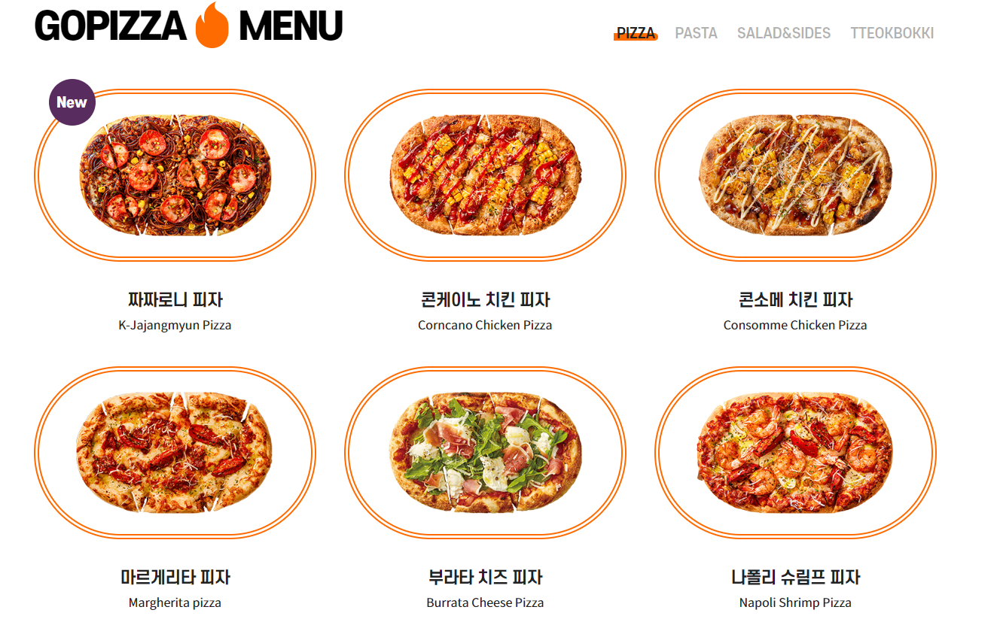 GOPIZZA MENU
PIZZA PASTA SALAD&SIDES TTEOKBOKKI
New
짜짜로니 피자 콘케이노 치킨 피자 콘소메 치킨 피자
K-Jajangmyun Pizza Corncano Chicken Pizza Consomme Chicken Pizza
마르게리타 피자 부라타 치즈 피자 나폴리 슈림프 피자
Margherita pizza Burrata Cheese Pizza Napoli Shrimp Pizza